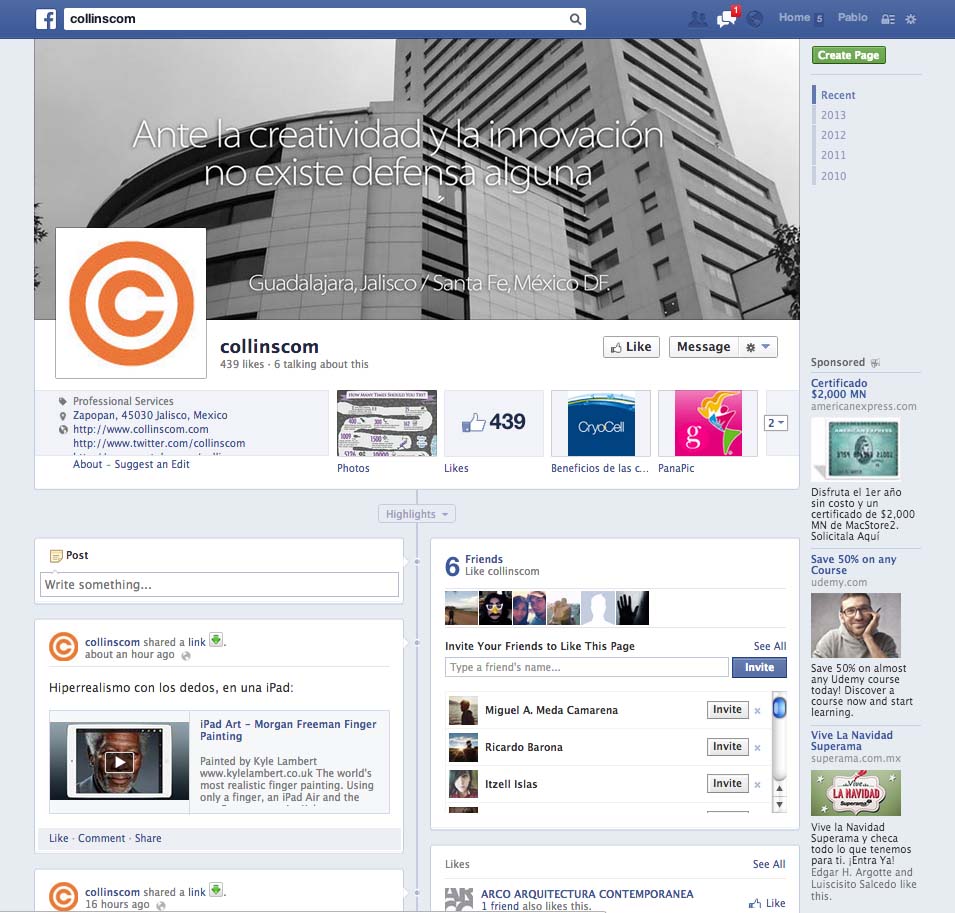 collinscom
1
Home 5
Pablo
Create Page
Recent
2013
2012
2011
2010
Ante la creatividad y la innovación
no existe defensa alguna
Guadalajara, Jalisco / Santa Fe, México DF.
collinscom
439 likes · 6 talking about this
Like
Message
Professional Services
Zapopan, 45030 Jalisco, Mexico
http://www.collinscom.com
http://www.twitter.com/collinscom
About – Suggest an Edit
Photos
439
Likes
CryoCell
Beneficios de las c...
g
PanaPic
2
Highlights
Post
Write something...
collinscom shared a link.
about an hour ago
Hiperrealismo con los dedos, en una iPad:
iPad Art – Morgan Freeman Finger
Painting
Painted by Kyle Lambert
www.kylelambert.co.uk The world's
most realistic finger painting. Using
only a finger, an iPad Air and the
Like · Comment · Share
collinscom shared a link.
16 hours ago
6 Friends
Like collinscom
Invite Your Friends to Like This Page
See All
Type a friend's name...
Invite
Miguel A. Meda Camarena
Invite
Ricardo Barona
Invite
Itzell Islas
Invite
Likes
See All
ARCO ARQUITECTURA CONTEMPORANEA
1 friend also likes this.
Like
Sponsored
Certificado
$2,000 MN
americanexpress.com
AMERICAN EXPRESS
Disfruta el 1er año
sin costo y un
certificado de $2,000
MN de MacStore2.
Solicitala Aquí
Save 50% on any
Course
udemy.com
Save 50% on almost
any Udemy course
today! Discover a
course now and start
learning.
Vive La Navidad
Superama
superama.com.mx
Vive
LA NAVIDAD
Superama
Vive la Navidad
Superama y checa
todo lo que tenemos
para ti. ¡Entra Ya!
Edgar H. Argotte and
Luiscisito Salcedo like
this.